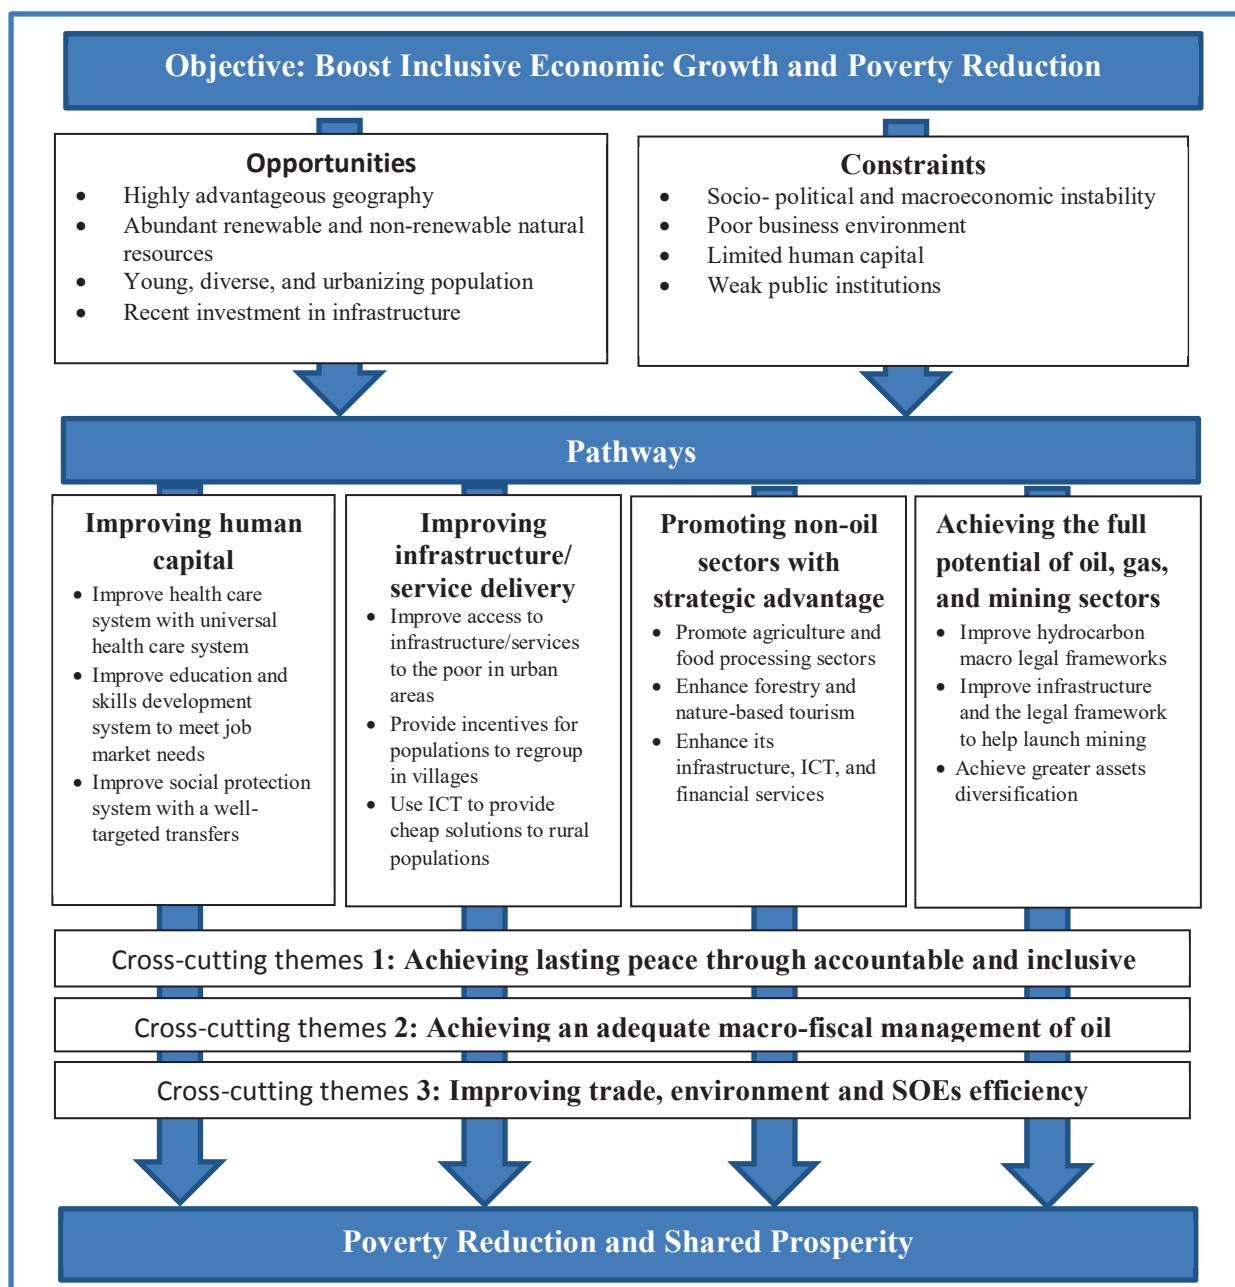 Objective: Boost Inclusive Economic Growth and Poverty Reduction
Opportunities
• Highly advantageous geography
• Abundant renewable and non-renewable natural
resources
• Young, diverse, and urbanizing population
• Recent investment in infrastructure
Constraints
• Socio- political and macroeconomic instability
• Poor business environment
• Limited human capital
• Weak public institutions
Pathways
Improving human
capital
• Improve health care
system with universal
health care system
• Improve education and
skills development
system to meet job
market needs
• Improve social protection
system with a well-
targeted transfers
Improving
infrastructure/
service delivery
• Improve access to
infrastructure/services
to the poor in urban
areas
• Provide incentives for
populations to regroup
in villages
• Use ICT to provide
cheap solutions to rural
populations
Promoting non-oil
sectors with
strategic advantage
• Promote agriculture and
food processing sectors
• Enhance forestry and
nature-based tourism
• Enhance its
infrastructure, ICT, and
financial services
Achieving the full
potential of oil, gas,
and mining sectors
• Improve hydrocarbon
macro legal frameworks
• Improve infrastructure
and the legal framework
to help launch mining
• Achieve greater assets
diversification
Cross-cutting themes 1: Achieving lasting peace through accountable and inclusive
Cross-cutting themes 2: Achieving an adequate macro-fiscal management of oil
Cross-cutting themes 3: Improving trade, environment and SOEs efficiency
Poverty Reduction and Shared Prosperity